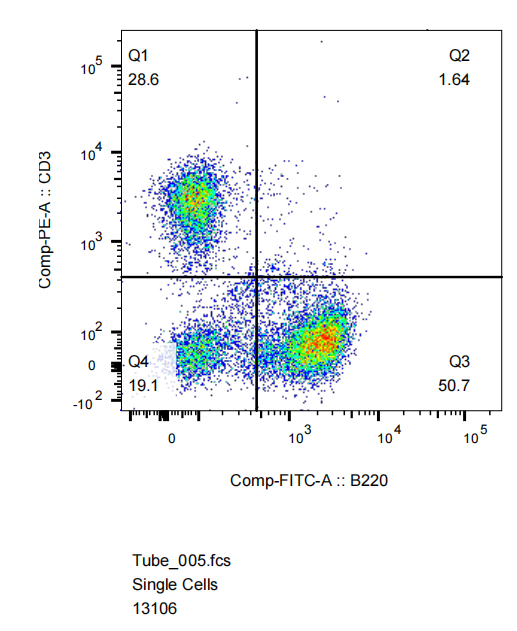 Q1
28.6
Q2
1.64
10^5
10^4
10^3
10^2
0
-10^2
Comp-PE-A :: CD3
Q4
19.1
Q3
50.7
0
10^3
10^4
10^5
Comp-FITC-A :: B220
Tube_005.fcs
Single Cells
13106